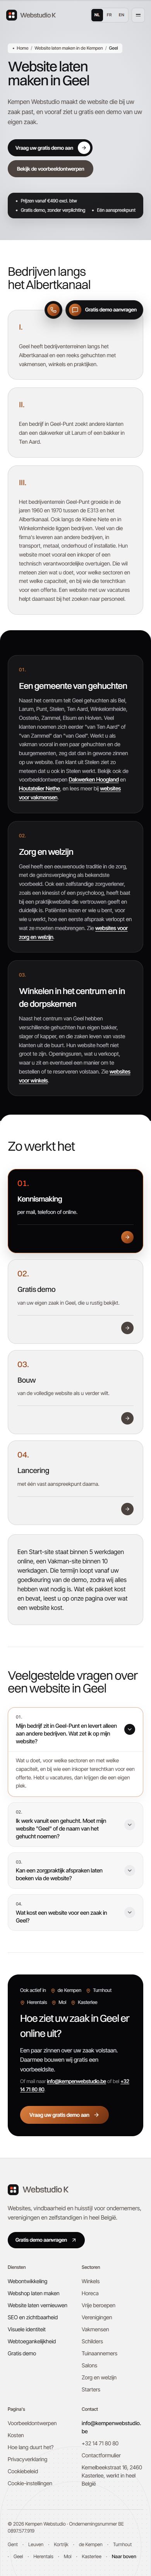 Webstudio K
NL FR EN
Home / Website laten maken in de Kempen / Geel
Website laten
maken in Geel
Kempen Webstudio maakt de website die bij uw
zaak past, en vooraf ziet u gratis een demo van uw
eigen zaak.
Vraag uw gratis demo aan
Bekijk de voorbeelddontwerpen
Prijzen vanaf €490 excl. btw
Gratis demo, zonder verplichting
Eén aanspreekpunt
Bedrijven langs
het Albertkanaal
Gratis demo aanvragen
I.
Geel heeft bedrijventerreinen langs het
Albertkanaal en een reeks gehuchten met
vakmensen, winkels en praktijken.
II.
Een bedrijf in Geel-Punt zoekt andere klanten
dan een dakwerker uit Larum of een bakker in
Ten Aard.
III.
Het bedrijventerrein Geel-Punt groeide in de
jaren 1960 en 1970 tussen de E313 en het
Albertkanaal. Ook langs de Kleine Nete en in
Winkelomheide liggen bedrijven. Veel van die
firma's leveren aan andere bedrijven, in
transport, metaal, onderhoud of installatie. Hun
website moet vooral een inkoper of een
technisch verantwoordelijke overtuigen. Die wil
in tien seconden zien wat u doet, voor welke sectoren en met
welke capaciteit, en bij wie de technische vraag
een offerte terechtkomt. Een website met uw vacatures
helpt daarnaast bij het zoeken naar personeel.
01.
Een gemeente van gehuchten
Naast het centrum telt Geel gehuchten als Bel,
Larum, Punt, Stelen, Ten Aard, Winkelomheide,
Oosterlo, Zammel, Elsum en Holven. Veel
klanten noemen zich eerder "van Ten Aard" of
"van Zammel" dan "van Geel". Werkt u als
vakman vooral in een paar gehuchten en de
buurgemeenten, zeg dat dan in de eerste zinnen
op uw website. Een klant uit Stelen ziet zo
meteen dat u ook in Stelen komt. Bekijk ook de
voorbeeldontwerpen Dakwerken Hoogland en
Houtatelier Nethe, en lees meer bij websites
voor vakmensen.
02.
Zorg en welzijn
Geel heeft een eeuwenoude traditie in de zorg,
met de gezinsverpleging als bekendste
voorbeeld. Ook een zelfstandige zorgverlener,
zoals een kinesist of een psycholoog, heeft baat
bij een praktijkwebsite die vertrouwen geeft en
duidelijk is. Patiënten lezen er wie u bent, voor
wie u werkt, hoe een eerste afspraak verloopt en
wat ze moeten meebrengen. Zie websites voor
zorg en welzijn.
03.
Winkelen in het centrum en in
de dorpskernen
Naast de centrum van Geel hebben
verschillende gehuchten hun eigen bakker,
slager of kapper, en die zaken leven van vaste
klanten uit de buurt. Hun website hoeft niet
groot te zijn. Openingsuren, wat u verkoopt,
waar u zit en eventueel een manier om te
bestellen of te reserveren volstaan. Zie websites
voor winkels.
Zo werkt het
01.
Kennismaking
per mail, telefoon of online.
02.
Gratis demo
van uw eigen zaak in Geel, die u rustig bekijkt.
03.
Bouw
van de volledige website als u verder wilt.
04.
Lancering
met één vast aanspreekpunt daarna.
Een Start-site staat binnen 5 werkdagen
online, een Vakman-site binnen 10
werkdagen. Die termijn loopt vanaf uw
goedkeuring van de demo, zodra wij alles
hebben wat nodig is. Wat elk pakket kost
en bevat, leest u op onze pagina over wat
een website kost.
Veelgestelde vragen over
een website in Geel
01.
Mijn bedrijf zit in Geel-Punt en levert alleen
aan andere bedrijven. Wat zet ik op mijn
website?
Wat u doet, voor welke sectoren en met welke
capaciteit, en bij wie een inkoper terechtkan voor een
offerte. Hebt u vacatures, dan krijgen die een eigen
plek.
02.
Ik werk vanuit een gehucht. Moet mijn
website "Geel" of de naam van het
gehucht noemen?
03.
Kan een zorgpraktijk afspraken laten
boeken via de website?
04.
Wat kost een website voor een zaak in
Geel?
Ook actief in de Kempen Turnhout
Herentals Mol Kasterlee
Hoe ziet uw zaak in Geel er
online uit?
Een paar zinnen over uw zaak volstaan.
Daarmee bouwen wij gratis een
voorbeeldsite.
Of mail naar info@kempenwebstudio.be of bel +32
14 71 80 80.
Vraag uw gratis demo aan
Webstudio K
Websites, vindbaarheid en huisstijl voor ondernemers,
verenigingen en zelfstandigen in heel België.
Gratis demo aanvragen
Diensten
Webontwikkeling
Webshop laten maken
Website laten vernieuwen
SEO en zichtbaarheid
Visuele identiteit
Webtoegankelijkheid
Gratis demo
Sectoren
Winkels
Horeca
Vrije beroepen
Verenigingen
Vakmensen
Schilders
Tuinaannemers
Salons
Zorg en welzijn
Starters
Pagina's
Voorbeeldontwerpen
Kosten
Hoe lang duurt het?
Privacyverklaring
Cookiebeleid
Cookie-instellingen
Contact
info@kempenwebstudio.
be
+32 14 71 80 80
Contactformulier
Kernelbeekstraat 16, 2460
Kasterlee, werkt in heel
België
© 2026 Kempen Webstudio · Ondernemingsnummer BE
0897.577.919
Gent Leuven Kortrijk de Kempen Turnhout
Geel Herentals Mol Kasterlee Naar boven